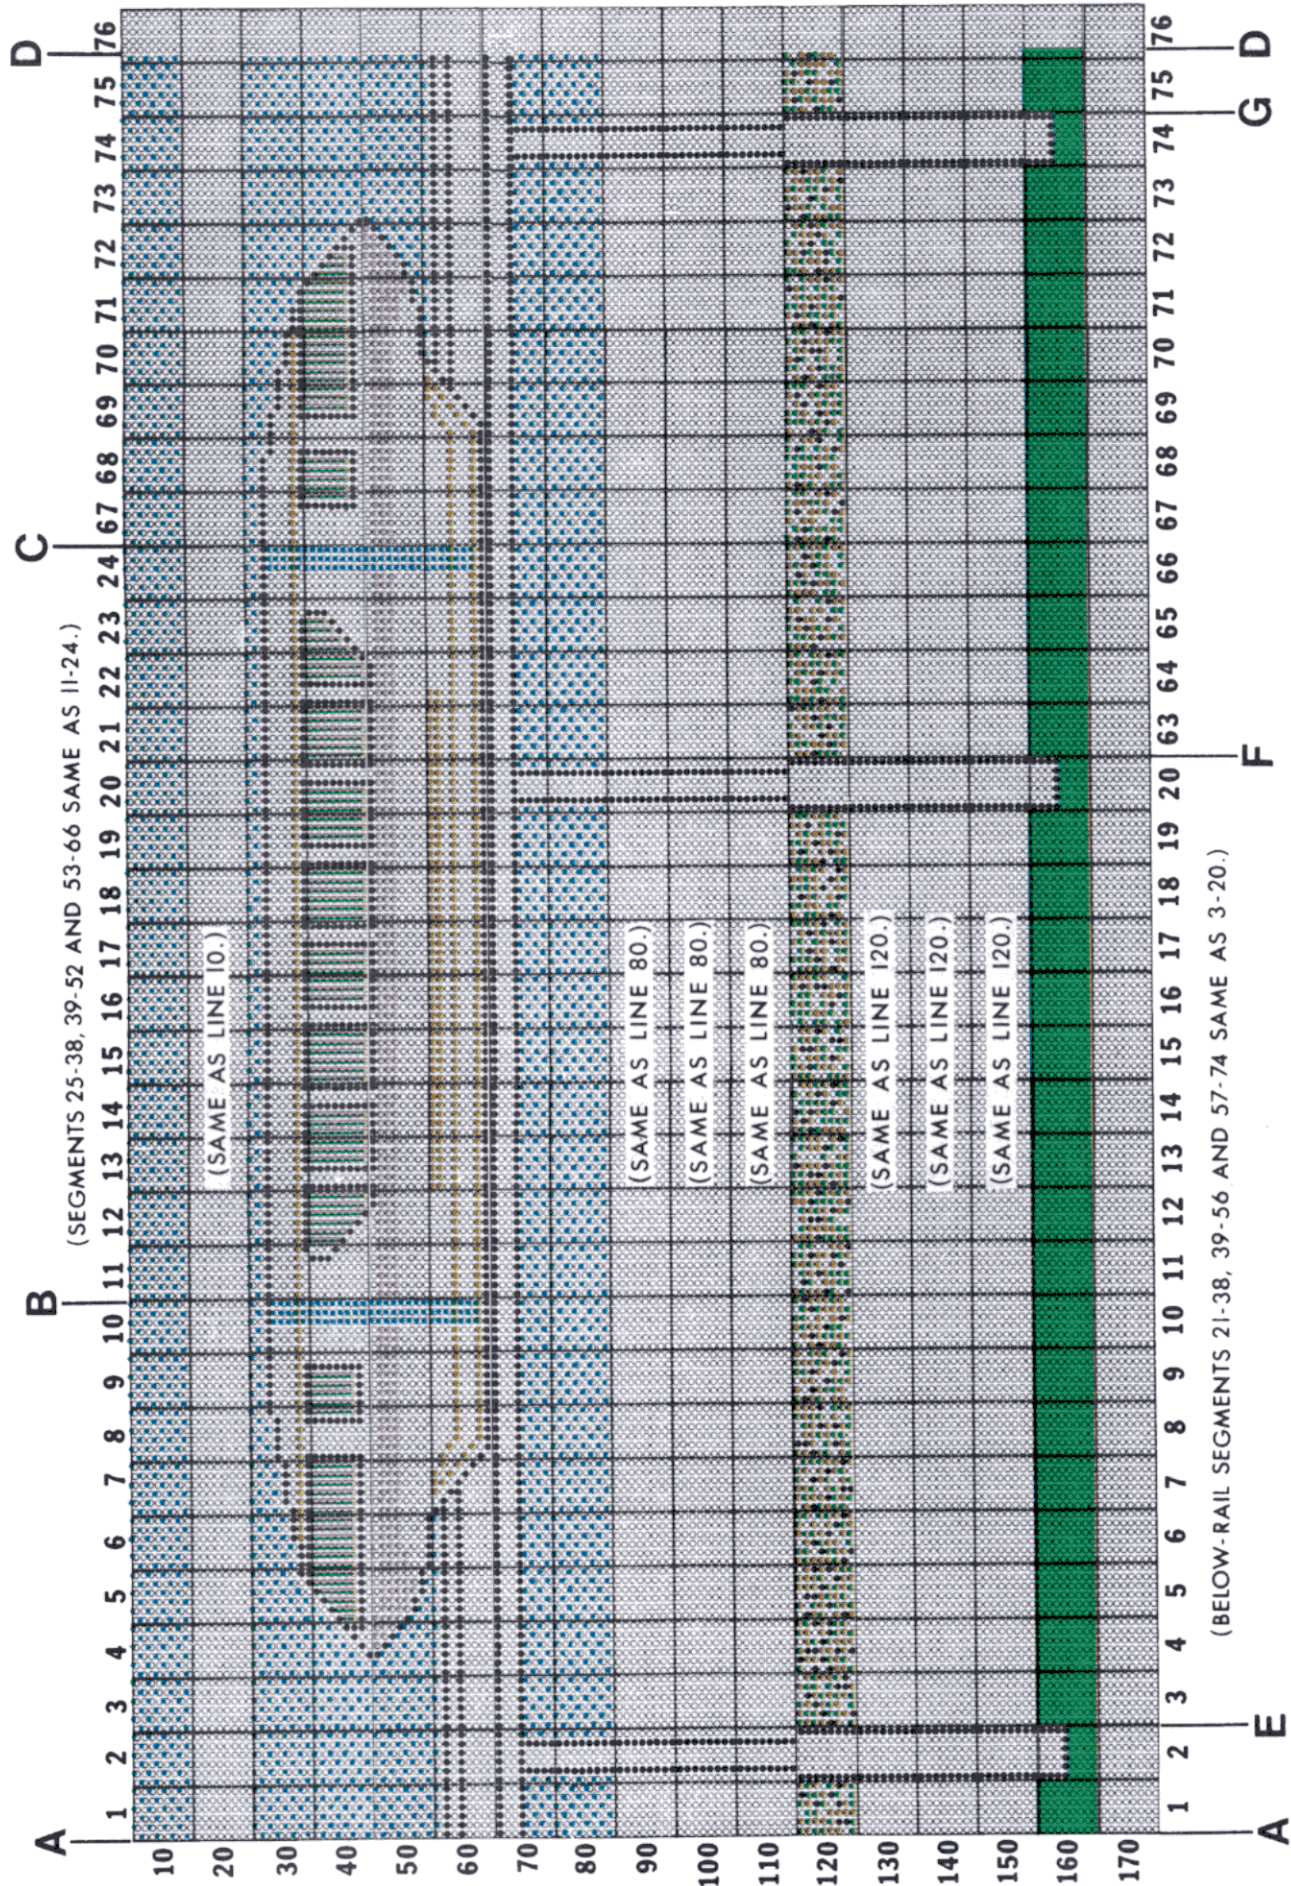 A B C D
(SEGMENTS 25-38, 39-52 AND 53-66 SAME AS 11-24.)
1 2 3 4 5 6 7 8 9 10 11 12 13 14 15 16 17 18 19 20 21 22 23 24 67 68 69 70 71 72 73 74 75 76
10
20 (SAME AS LINE 10.)
30
40
50
60
70
80
90 (SAME AS LINE 80.)
100 (SAME AS LINE 80.)
110 (SAME AS LINE 80.)
120
130 (SAME AS LINE 120.)
140 (SAME AS LINE 120.)
150 (SAME AS LINE 120.)
160
170
1 2 3 4 5 6 7 8 9 10 11 12 13 14 15 16 17 18 19 20 63 64 65 66 67 68 69 70 71 72 73 74 75 76
(BELOW-RAIL SEGMENTS 21-38, 39-56 AND 57-74 SAME AS 3-20.)
A E F G D